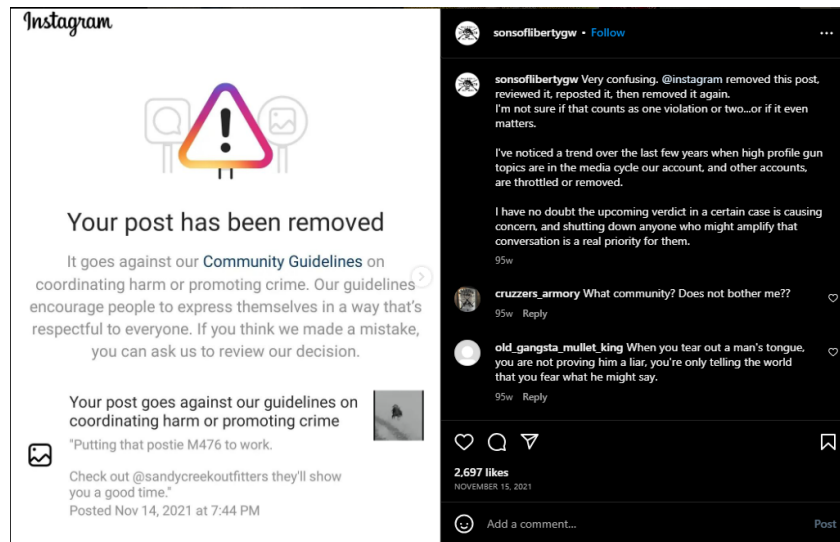 Instagram
Your post has been removed
It goes against our Community Guidelines on
coordinating harm or promoting crime. Our guidelines
encourage people to express themselves in a way that's
respectful to everyone. If you think we made a mistake,
you can ask us to review our decision.
Your post goes against our guidelines on
coordinating harm or promoting crime
"Putting that postie M476 to work.
Check out @sandycreekoutfitters they'll show
you a good time."
Posted Nov 14, 2021 at 7:44 PM
sonsoflibertygw • Follow
sonsoflibertygw Very confusing. @instagram removed this post,
reviewed it, reposted it, then removed it again.
I'm not sure if that counts as one violation or two...or if it even
matters.
I've noticed a trend over the last few years when high profile gun
topics are in the media cycle our account, and other accounts,
are throttled or removed.
I have no doubt the upcoming verdict in a certain case is causing
concern, and shutting down anyone who might amplify that
conversation is a real priority for them.
95w
cruzzers_armory What community? Does not bother me??
95w Reply
old_gangsta_mullet_king When you tear out a man's tongue,
you are not proving him a liar, you're only telling the world
that you fear what he might say.
95w Reply
2,697 likes
NOVEMBER 15, 2021
Add a comment...
Post